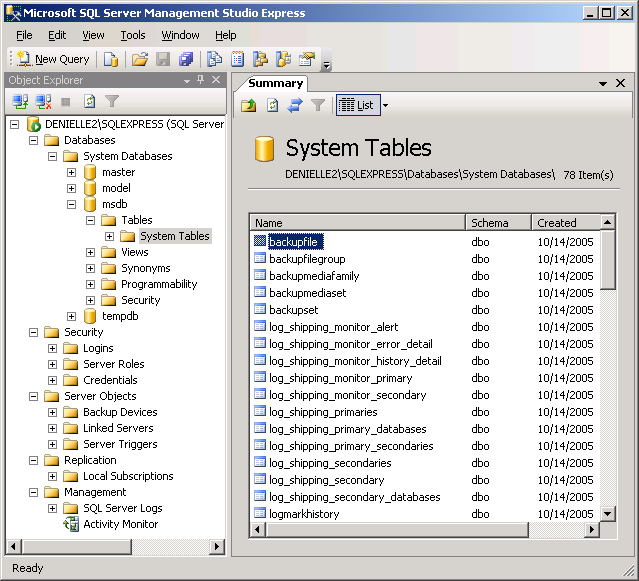 Microsoft SQL Server Management Studio Express
File Edit View Tools Window Help
New Query
Object Explorer
DENIELLE2\SQLEXPRESS (SQL Server
Databases
System Databases
master
model
msdb
Tables
System Tables
Views
Synonyms
Programmability
Security
tempdb
Security
Logins
Server Roles
Credentials
Server Objects
Backup Devices
Linked Servers
Server Triggers
Replication
Local Subscriptions
Management
SQL Server Logs
Activity Monitor
Summary
List
System Tables
DENIELLE2\SQLEXPRESS\Databases\System Databases\ 78 Item(s)
Name Schema Created
backupfile dbo 10/14/2005
backupfilegroup dbo 10/14/2005
backupmediafamily dbo 10/14/2005
backupmediaset dbo 10/14/2005
backupset dbo 10/14/2005
log_shipping_monitor_alert dbo 10/14/2005
log_shipping_monitor_error_detail dbo 10/14/2005
log_shipping_monitor_history_detail dbo 10/14/2005
log_shipping_monitor_primary dbo 10/14/2005
log_shipping_monitor_secondary dbo 10/14/2005
log_shipping_primaries dbo 10/14/2005
log_shipping_primary_databases dbo 10/14/2005
log_shipping_primary_secondaries dbo 10/14/2005
log_shipping_secondaries dbo 10/14/2005
log_shipping_secondary dbo 10/14/2005
log_shipping_secondary_databases dbo 10/14/2005
logmarkhistory dbo 10/14/2005
Ready